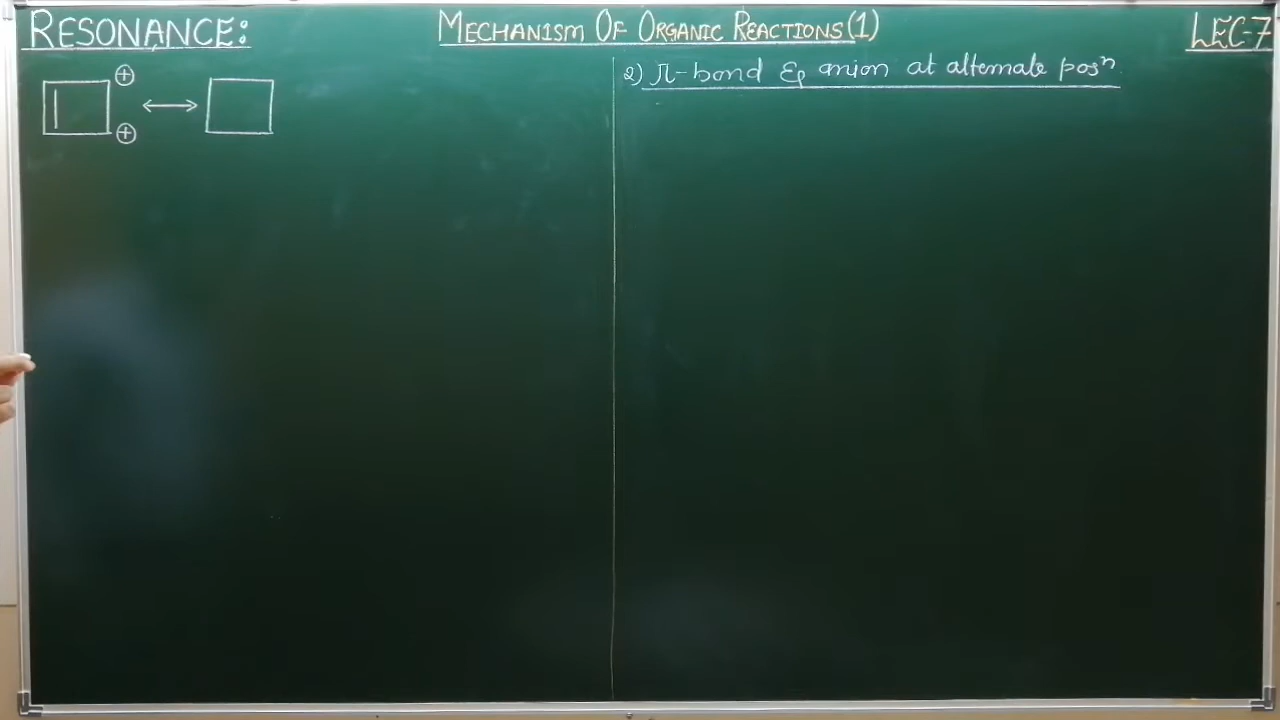 RESONANCE:
MECHANISM OF ORGANIC REACTIONS(1)
LEC-7
⊕
⊕
2) π-bond & anion at alternate posⁿ.